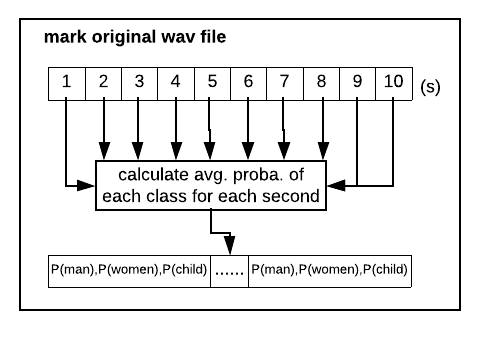 mark original wav file
1 2 3 4 5 6 7 8 9 10 (s)
calculate avg. proba. of
each class for each second
P(man),P(women),P(child) ...... P(man),P(women),P(child)